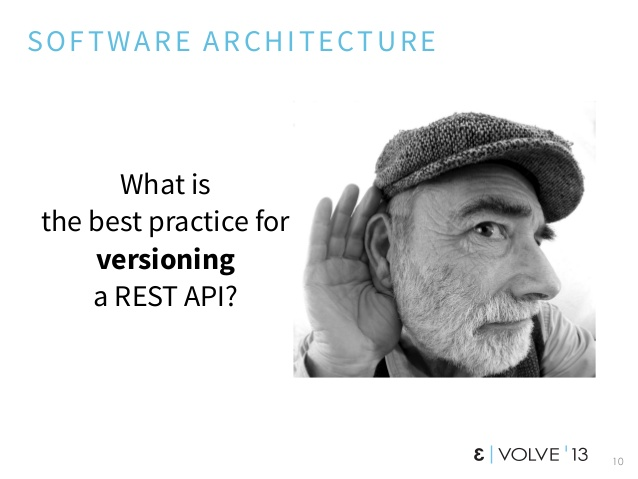 SOFTWARE ARCHITECTURE
What is
the best practice for
versioning
a REST API?
ε | VOLVE '13
10